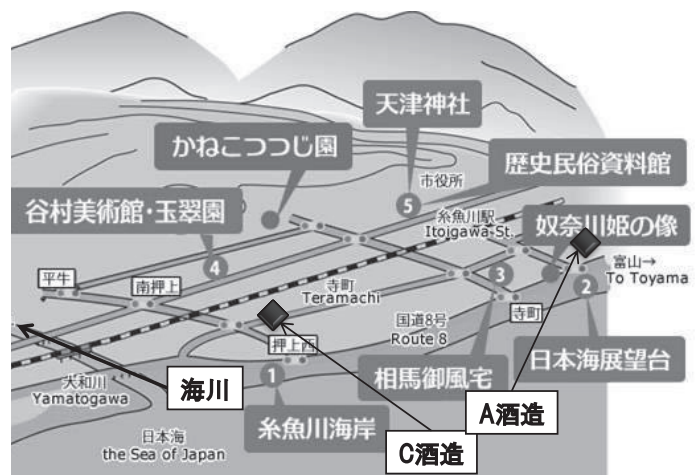 天津神社
かねこつつじ園
市役所
歴史民俗資料館
谷村美術館・玉翠園
5
糸魚川駅
Itoigawa St.
奴奈川姫の像
4
平牛
南押上
寺町
Teramachi
3
富山→
To Toyama
2
国道8号
Route 8
寺町
押上西
日本海展望台
大和川
Yamatogawa
海川
1
相馬御風宅
A酒造
糸魚川海岸
日本海
the Sea of Japan
C酒造